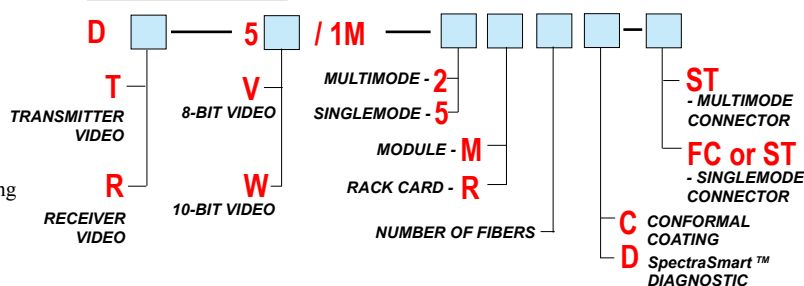 D 5 / 1M
T
TRANSMITTER
VIDEO
R
RECEIVER
VIDEO
V
8-BIT VIDEO
W
10-BIT VIDEO
MULTIMODE - 2
SINGLEMODE - 5
MODULE - M
RACK CARD - R
NUMBER OF FIBERS
C CONFORMAL
COATING
D SpectraSmart ™
DIAGNOSTIC
ST
- MULTIMODE
CONNECTOR
FC or ST
- SINGLEMODE
CONNECTOR
ng